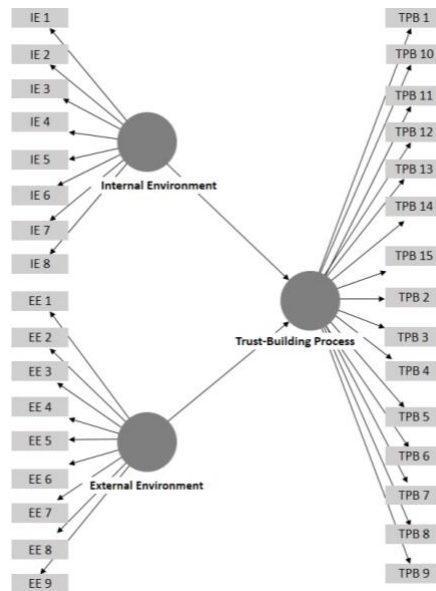 IE 1
IE 2
IE 3
IE 4
IE 5
IE 6
IE 7
IE 8
Internal Environment
EE 1
EE 2
EE 3
EE 4
EE 5
EE 6
EE 7
EE 8
EE 9
External Environment
Trust-Building Process
TPB 1
TPB 10
TPB 11
TPB 12
TPB 13
TPB 14
TPB 15
TPB 2
TPB 3
TPB 4
TPB 5
TPB 6
TPB 7
TPB 8
TPB 9